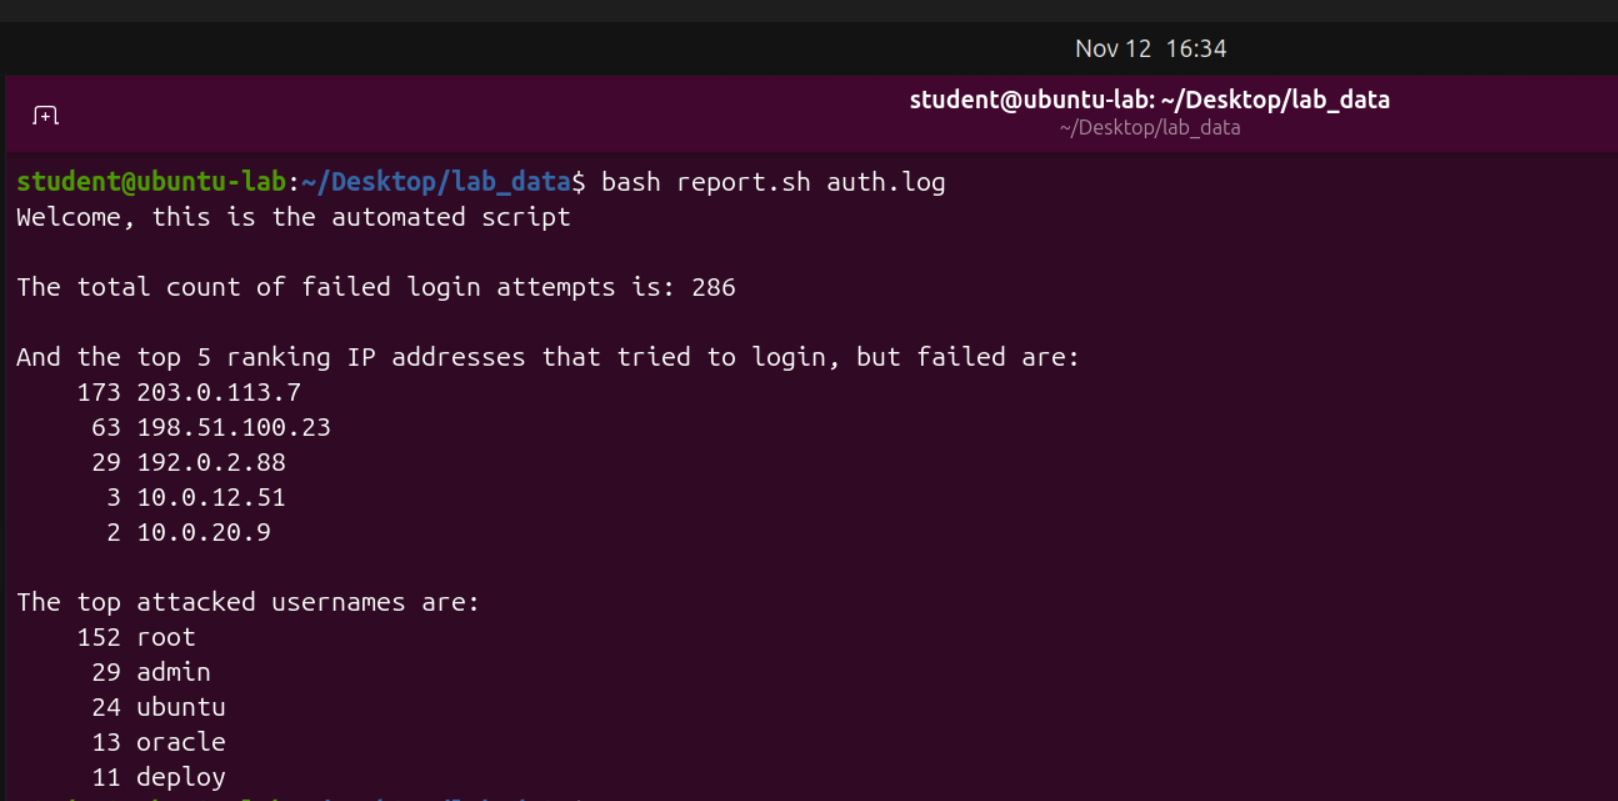 Nov 12 16:34
student@ubuntu-lab: ~/Desktop/lab_data
~/Desktop/lab_data
student@ubuntu-lab:~/Desktop/lab_data$ bash report.sh auth.log
Welcome, this is the automated script
The total count of failed login attempts is: 286
And the top 5 ranking IP addresses that tried to login, but failed are:
173 203.0.113.7
63 198.51.100.23
29 192.0.2.88
3 10.0.12.51
2 10.0.20.9
The top attacked usernames are:
152 root
29 admin
24 ubuntu
13 oracle
11 deploy